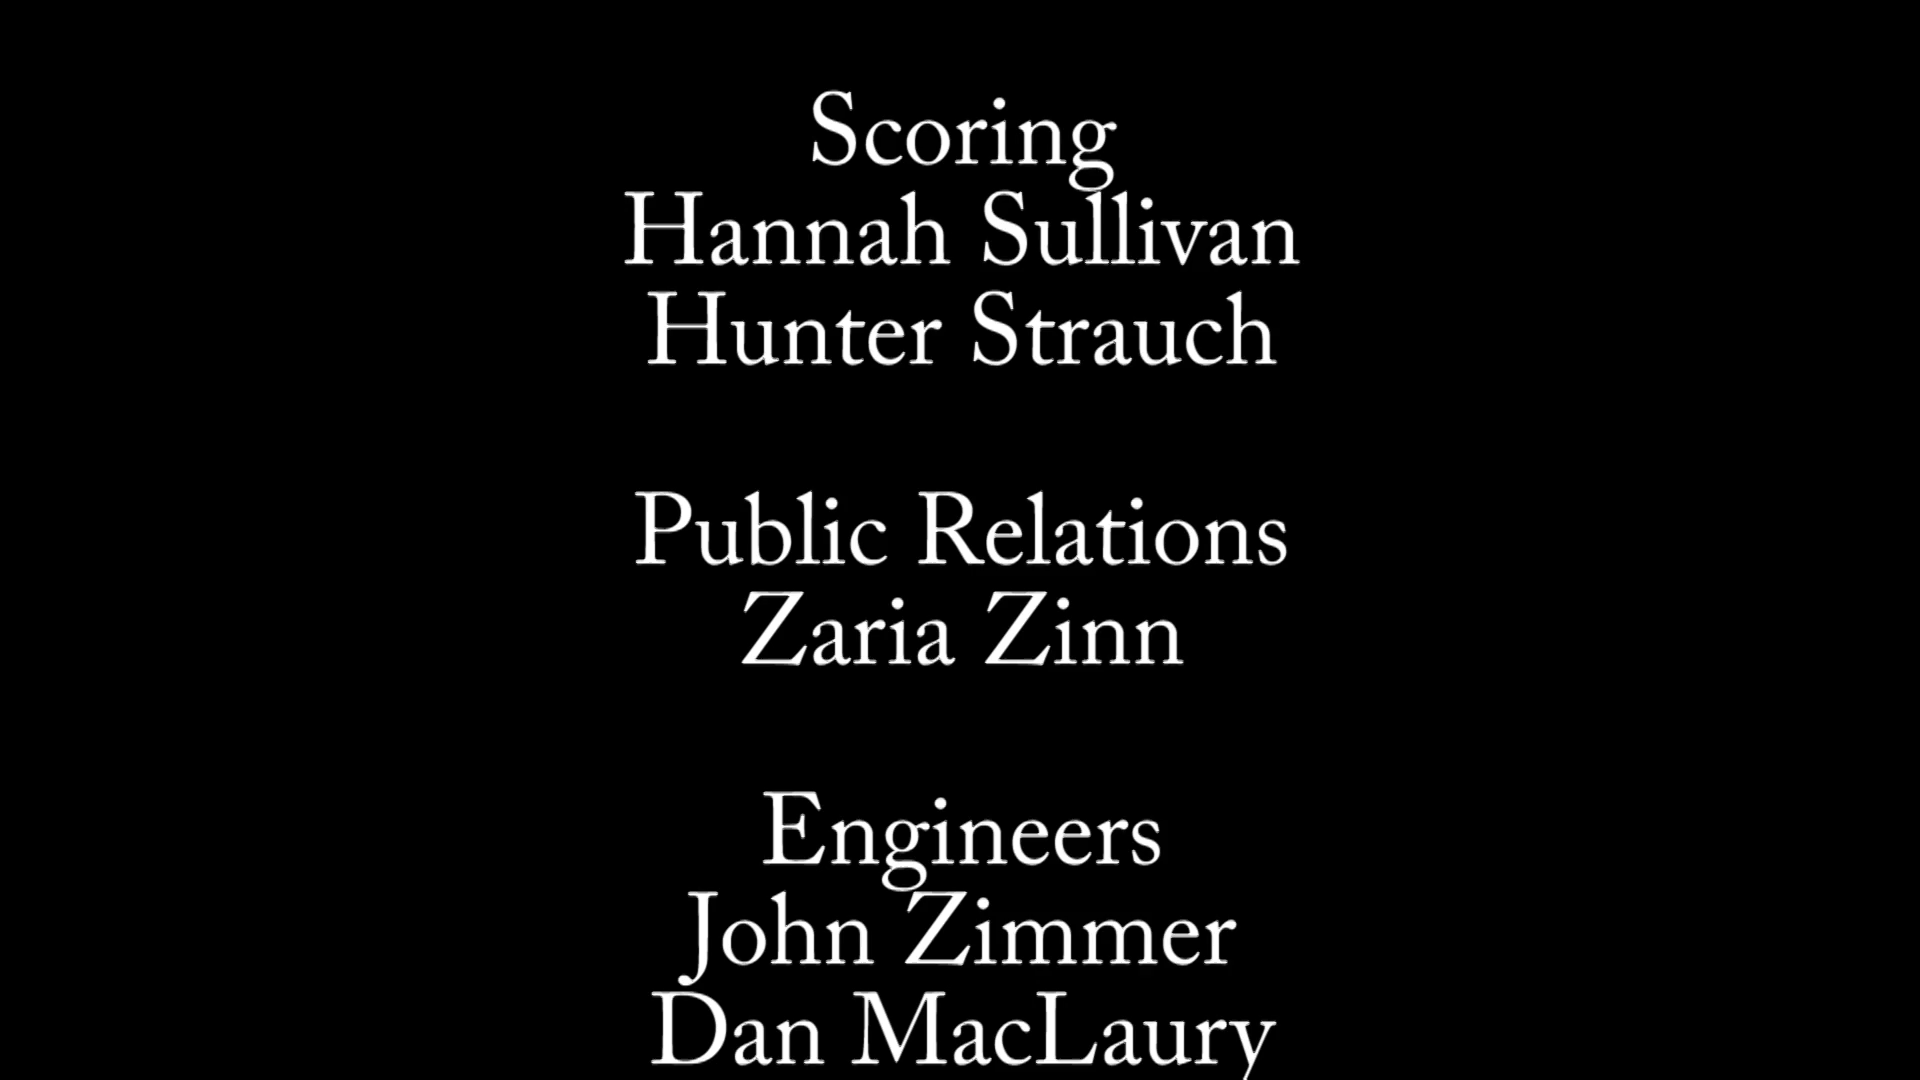 Scoring
Hannah Sullivan
Hunter Strauch
Public Relations
Zaria Zinn
Engineers
John Zimmer
Dan MacLaury